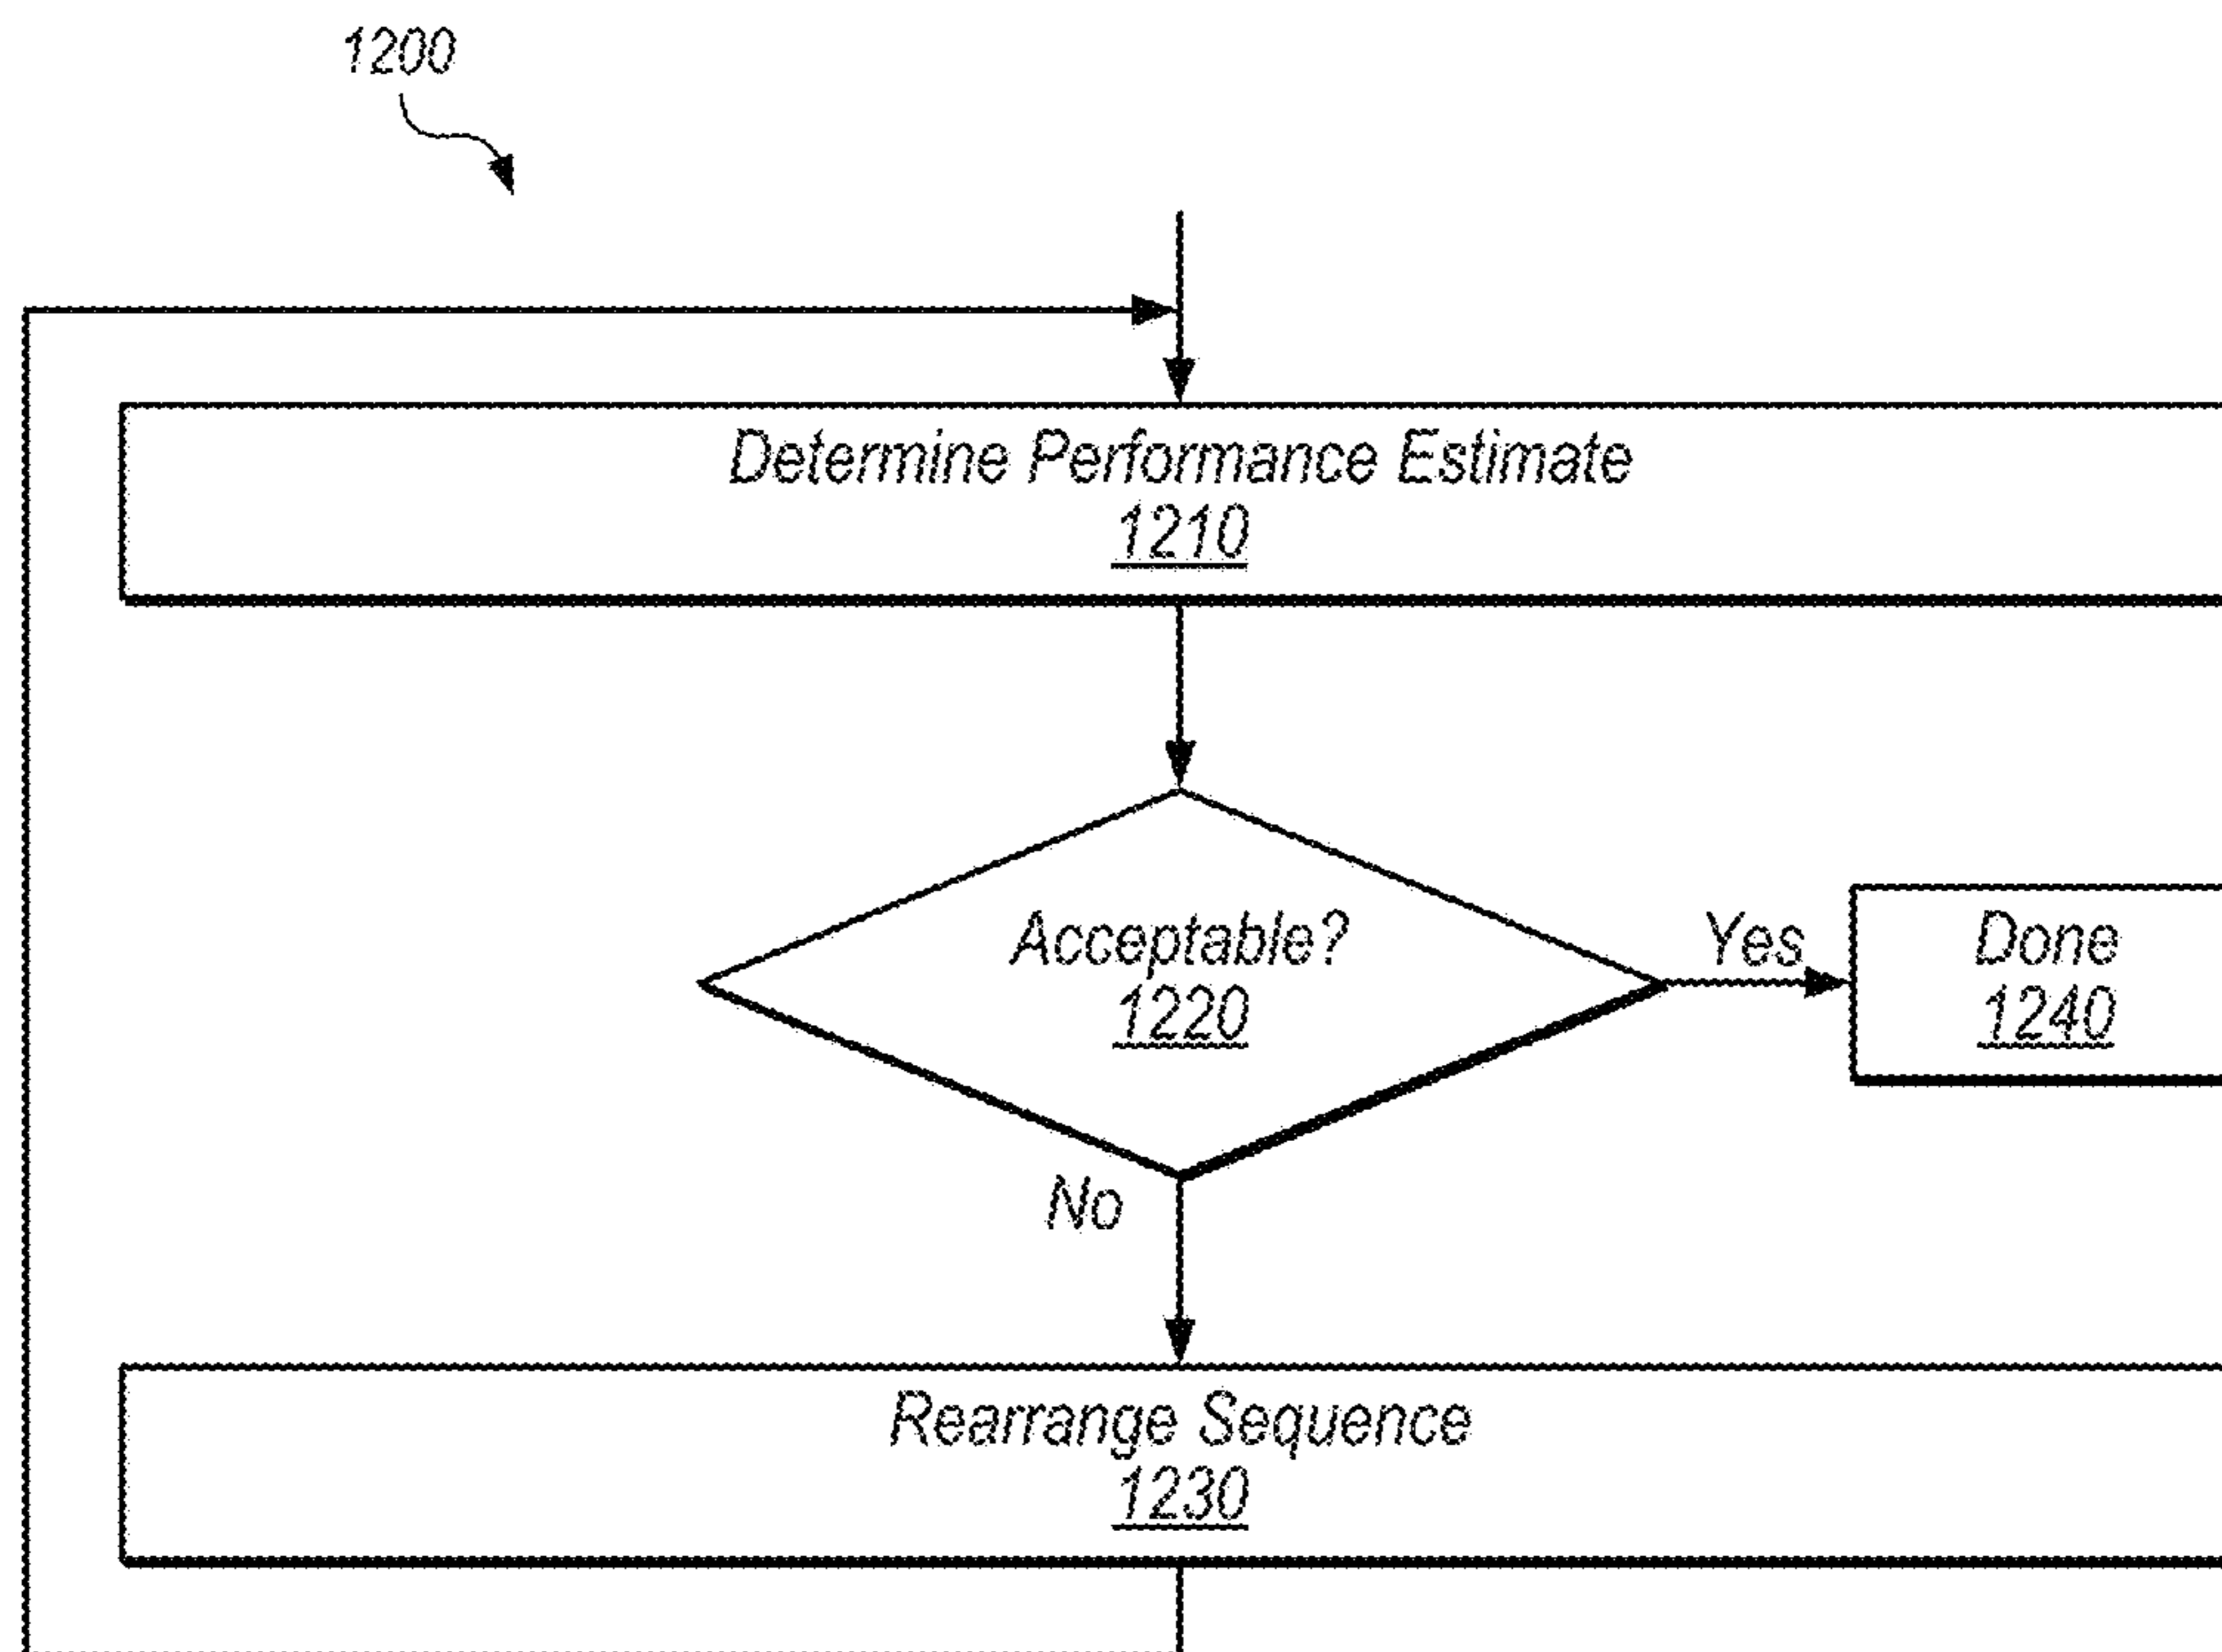 1200
Determine Performance Estimate
1210
Acceptable?
1220
Yes
Done
1240
No
Rearrange Sequence
1230